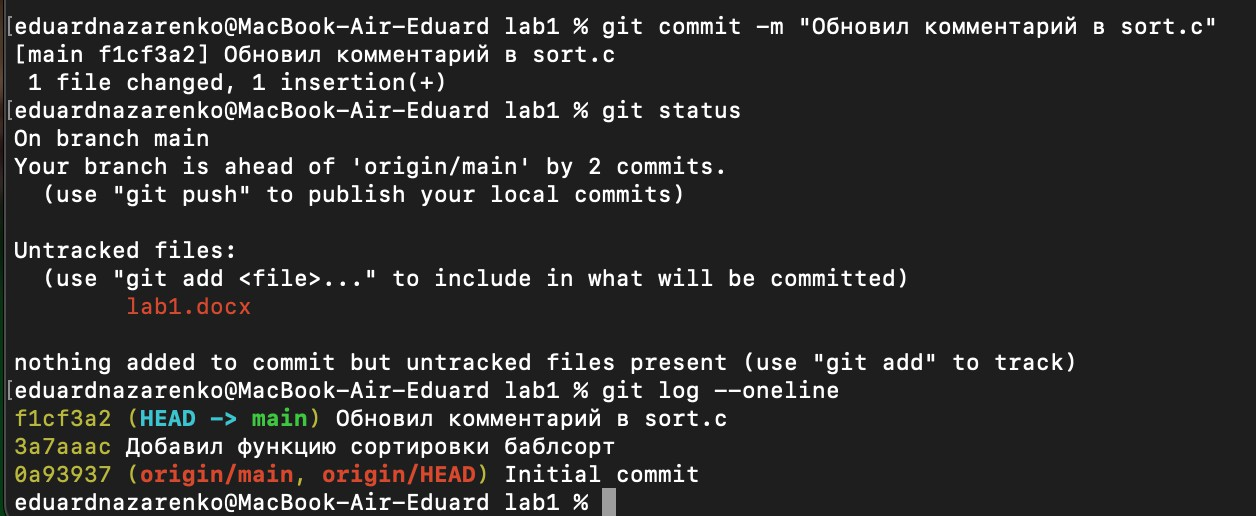 [eduardnazarenko@MacBook-Air-Eduard lab1 % git commit -m "Обновил комментарий в sort.c"
[main f1cf3a2] Обновил комментарий в sort.c
 1 file changed, 1 insertion(+)
[eduardnazarenko@MacBook-Air-Eduard lab1 % git status
On branch main
Your branch is ahead of 'origin/main' by 2 commits.
  (use "git push" to publish your local commits)

Untracked files:
  (use "git add <file>..." to include in what will be committed)
        lab1.docx

nothing added to commit but untracked files present (use "git add" to track)
[eduardnazarenko@MacBook-Air-Eduard lab1 % git log --oneline
f1cf3a2 (HEAD -> main) Обновил комментарий в sort.c
3a7aaac Добавил функцию сортировки баблсорт
0a93937 (origin/main, origin/HEAD) Initial commit
eduardnazarenko@MacBook-Air-Eduard lab1 %